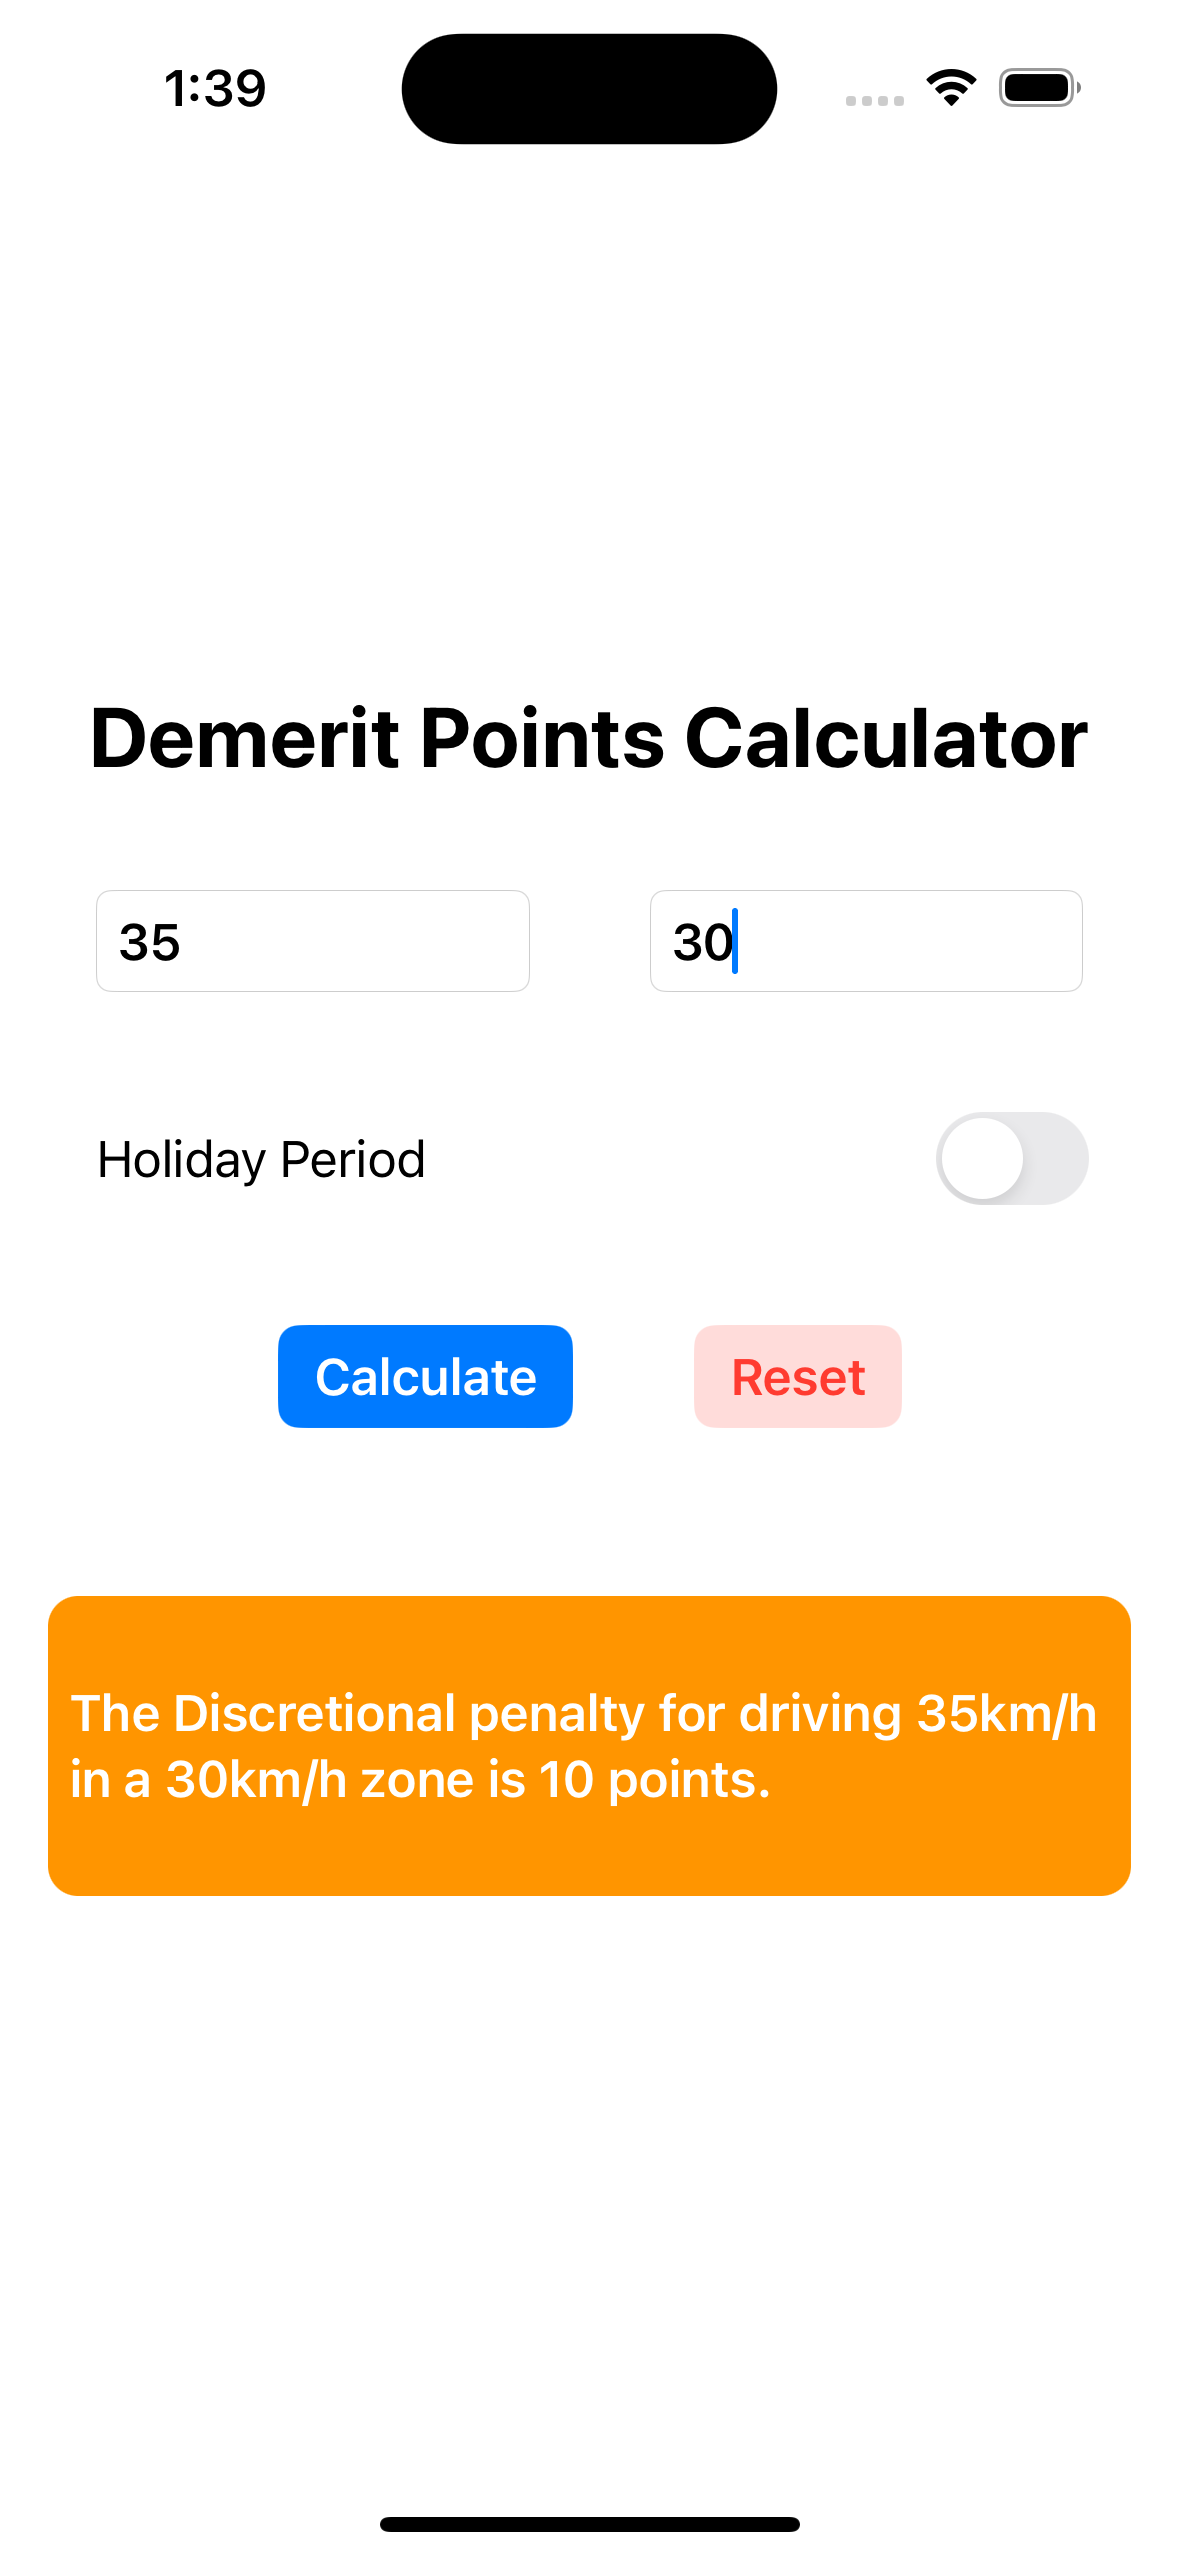 1:39
Demerit Points Calculator
35
30
Holiday Period
Calculate
Reset
The Discretional penalty for driving 35km/h
in a 30km/h zone is 10 points.